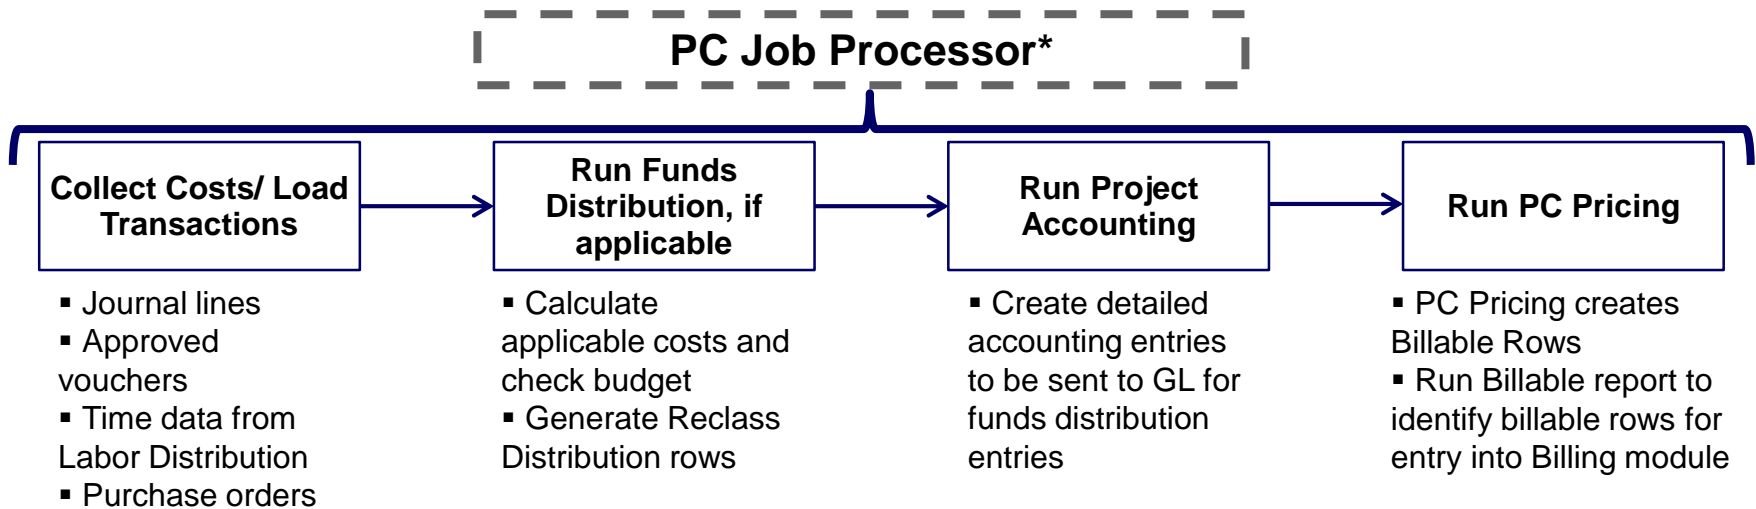 PC Job Processor*
Collect Costs/ Load
Transactions
▪ Journal lines
▪ Approved
vouchers
▪ Time data from
Labor Distribution
▪ Purchase orders
Run Funds
Distribution, if
applicable
▪ Calculate
applicable costs and
check budget
▪ Generate Reclass
Distribution rows
Run Project
Accounting
▪ Create detailed
accounting entries
to be sent to GL for
funds distribution
entries
Run PC Pricing
▪ PC Pricing creates
Billable Rows
▪ Run Billable report to
identify billable rows for
entry into Billing module